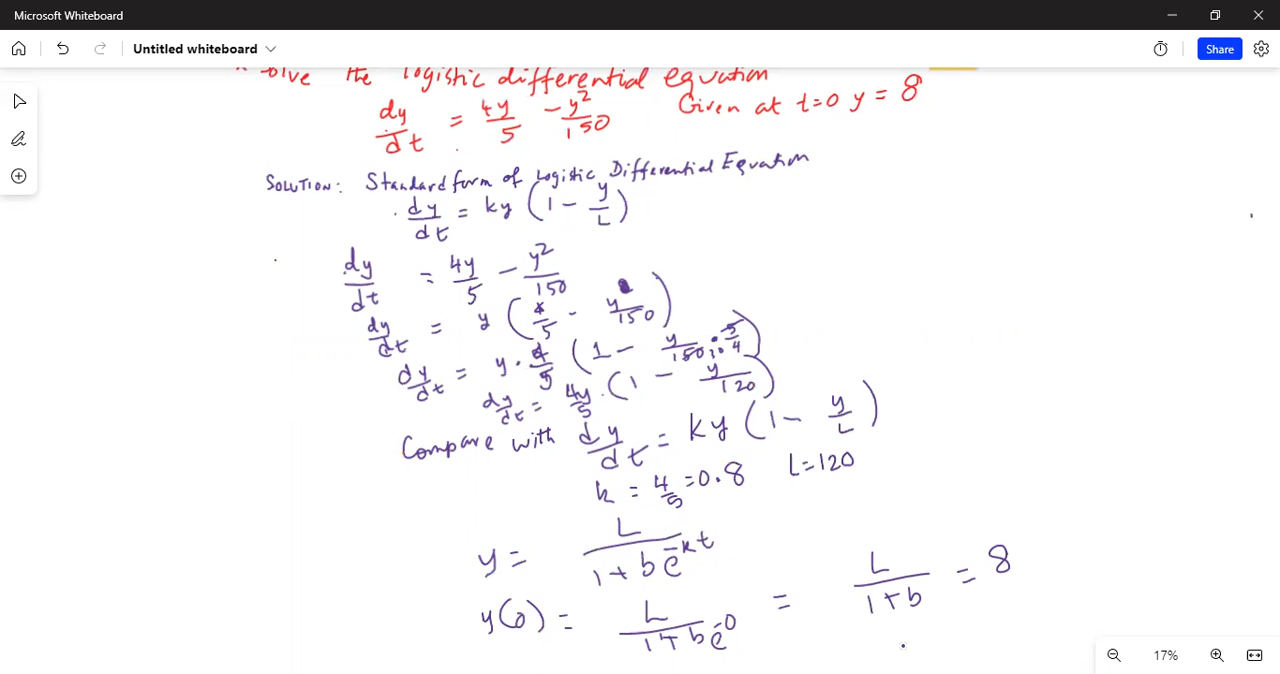 Microsoft Whiteboard
Untitled whiteboard
Share
the logistic differential equation
dy/dt = 4y/5 - y²/150 Given at t=0 y = 8
SOLUTION: Standard form of Logistic Differential Equation
dy/dt = ky (1 - y/L)
dy/dt = 4y/5 - y²/150
dy/dt = y (4/5 - y/150)
dy/dt = y · 4/5 (1 - y/150 · 5/4)
dy/dt = 4y/5 · (1 - y/120)
Compare with dy/dt = ky (1 - y/L)
k = 4/5 = 0.8 L = 120
y = L/(1 + b e^-kt)
y(0) = L/(1 + b e^-0) = L/(1 + b) = 8
17%